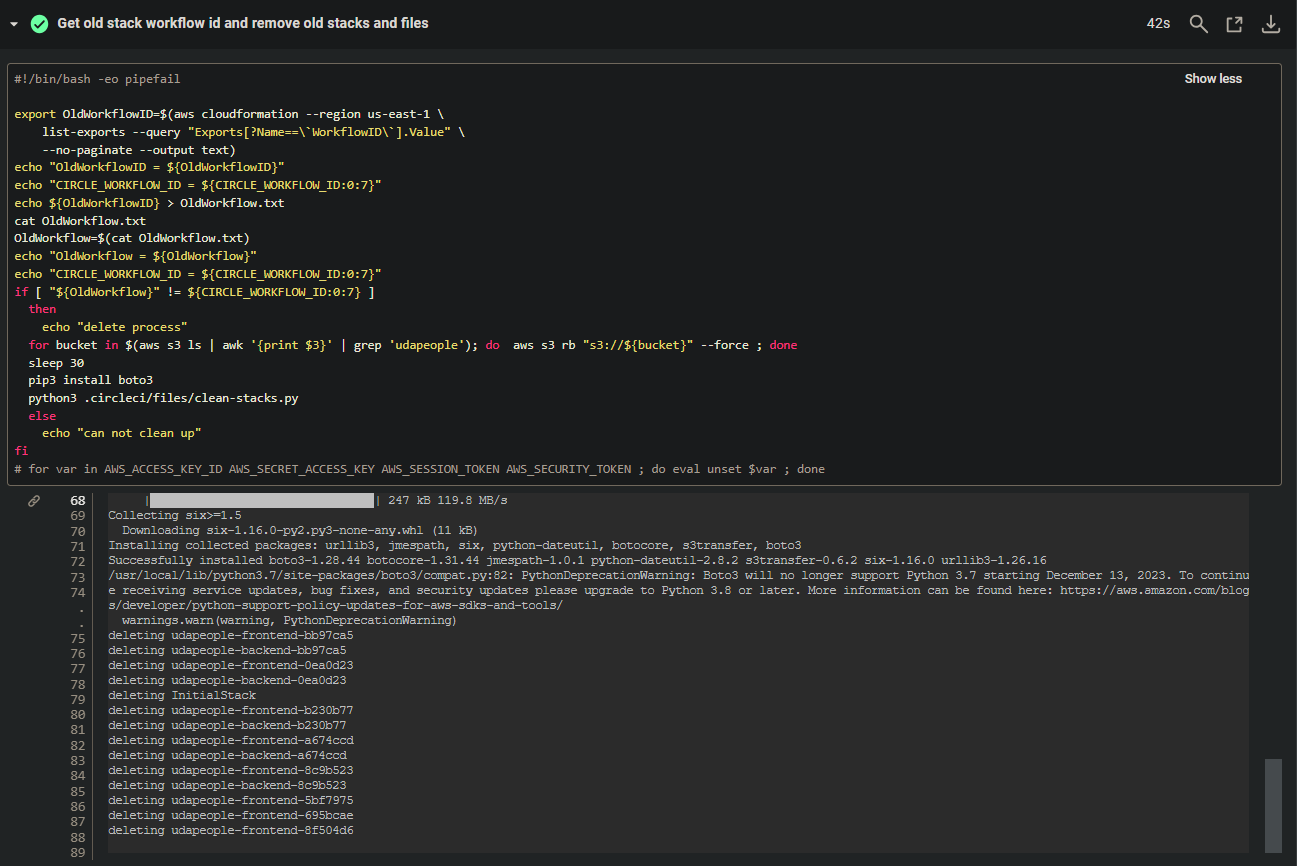 Get old stack workflow id and remove old stacks and files
42s
#!/bin/bash -eo pipefail
Show less
export OldWorkflowID=$(aws cloudformation --region us-east-1 \
list-exports --query "Exports[?Name==\`WorkflowID\`].Value" \
--no-paginate --output text)
echo "OldWorkflowID = ${OldWorkflowID}"
echo "CIRCLE_WORKFLOW_ID = ${CIRCLE_WORKFLOW_ID:0:7}"
echo ${OldWorkflowID} > OldWorkflow.txt
cat OldWorkflow.txt
OldWorkflow=$(cat OldWorkflow.txt)
echo "OldWorkflow = ${OldWorkflow}"
echo "CIRCLE_WORKFLOW_ID = ${CIRCLE_WORKFLOW_ID:0:7}"
if [ "${OldWorkflow}" != ${CIRCLE_WORKFLOW_ID:0:7} ]
then
echo "delete process"
for bucket in $(aws s3 ls | awk '{print $3}' | grep 'udapeople'); do  aws s3 rb "s3://${bucket}" --force ; done
sleep 30
pip3 install boto3
python3 .circleci/files/clean-stacks.py
else
echo "can not clean up"
fi
# for var in AWS_ACCESS_KEY_ID AWS_SECRET_ACCESS_KEY AWS_SESSION_TOKEN AWS_SECURITY_TOKEN ; do eval unset $var ; done
68 | | 247 kB 119.8 MB/s
69 Collecting six>=1.5
70 Downloading six-1.16.0-py2.py3-none-any.whl (11 kB)
71 Installing collected packages: urllib3, jmespath, six, python-dateutil, botocore, s3transfer, boto3
72 Successfully installed boto3-1.28.44 botocore-1.31.44 jmespath-1.0.1 python-dateutil-2.8.2 s3transfer-0.6.2 six-1.16.0 urllib3-1.26.16
73 /usr/local/lib/python3.7/site-packages/boto3/compat.py:82: PythonDeprecationWarning: Boto3 will no longer support Python 3.7 starting December 13, 2023. To continu
74 e receiving service updates, bug fixes, and security updates please upgrade to Python 3.8 or later. More information can be found here: https://aws.amazon.com/blog
. s/developer/python-support-policy-updates-for-aws-sdks-and-tools/
. warnings.warn(warning, PythonDeprecationWarning)
75 deleting udapeople-frontend-bb97ca5
76 deleting udapeople-backend-bb97ca5
77 deleting udapeople-frontend-0ea0d23
78 deleting udapeople-backend-0ea0d23
79 deleting InitialStack
80 deleting udapeople-frontend-b230b77
81 deleting udapeople-backend-b230b77
82 deleting udapeople-frontend-a674ccd
83 deleting udapeople-backend-a674ccd
84 deleting udapeople-frontend-8c9b523
85 deleting udapeople-backend-8c9b523
86 deleting udapeople-frontend-5bf7975
87 deleting udapeople-frontend-695bcae
88 deleting udapeople-frontend-8f504d6
89